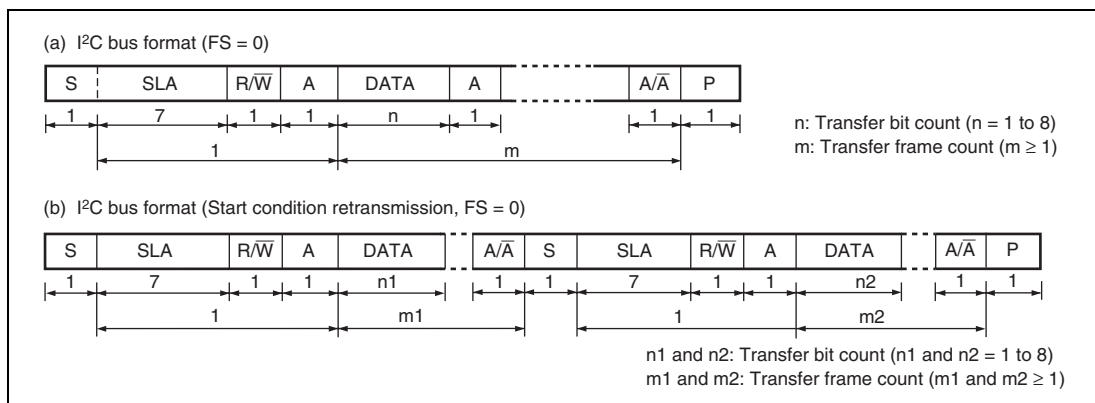 (a) I²C bus format (FS = 0)
S SLA R/W̅ A DATA A A/A̅ P
1 7 1 1 n 1 1 1
1 m
n: Transfer bit count (n = 1 to 8)
m: Transfer frame count (m ≥ 1)
(b) I²C bus format (Start condition retransmission, FS = 0)
S SLA R/W̅ A DATA A/A̅ S SLA R/W̅ A DATA A/A̅ P
1 7 1 1 n1 1 1 7 1 1 n2 1 1
1 m1 1 m2
n1 and n2: Transfer bit count (n1 and n2 = 1 to 8)
m1 and m2: Transfer frame count (m1 and m2 ≥ 1)